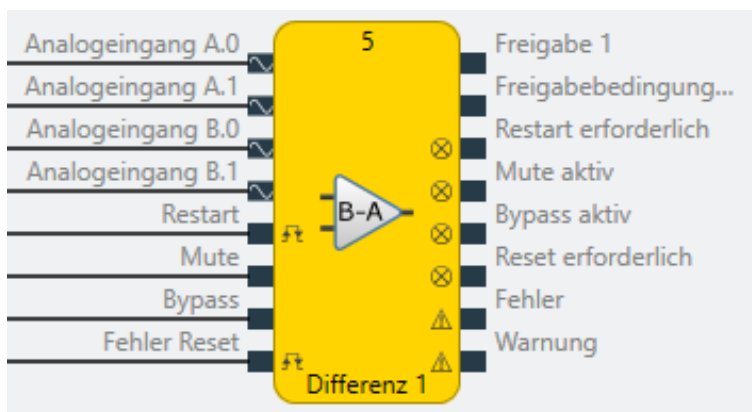 Analogeingang A.0
Analogeingang A.1
Analogeingang B.0
Analogeingang B.1
Restart
Mute
Bypass
Fehler Reset
5
B-A
Differenz 1
Freigabe 1
Freigabebedingung...
Restart erforderlich
Mute aktiv
Bypass aktiv
Reset erforderlich
Fehler
Warnung